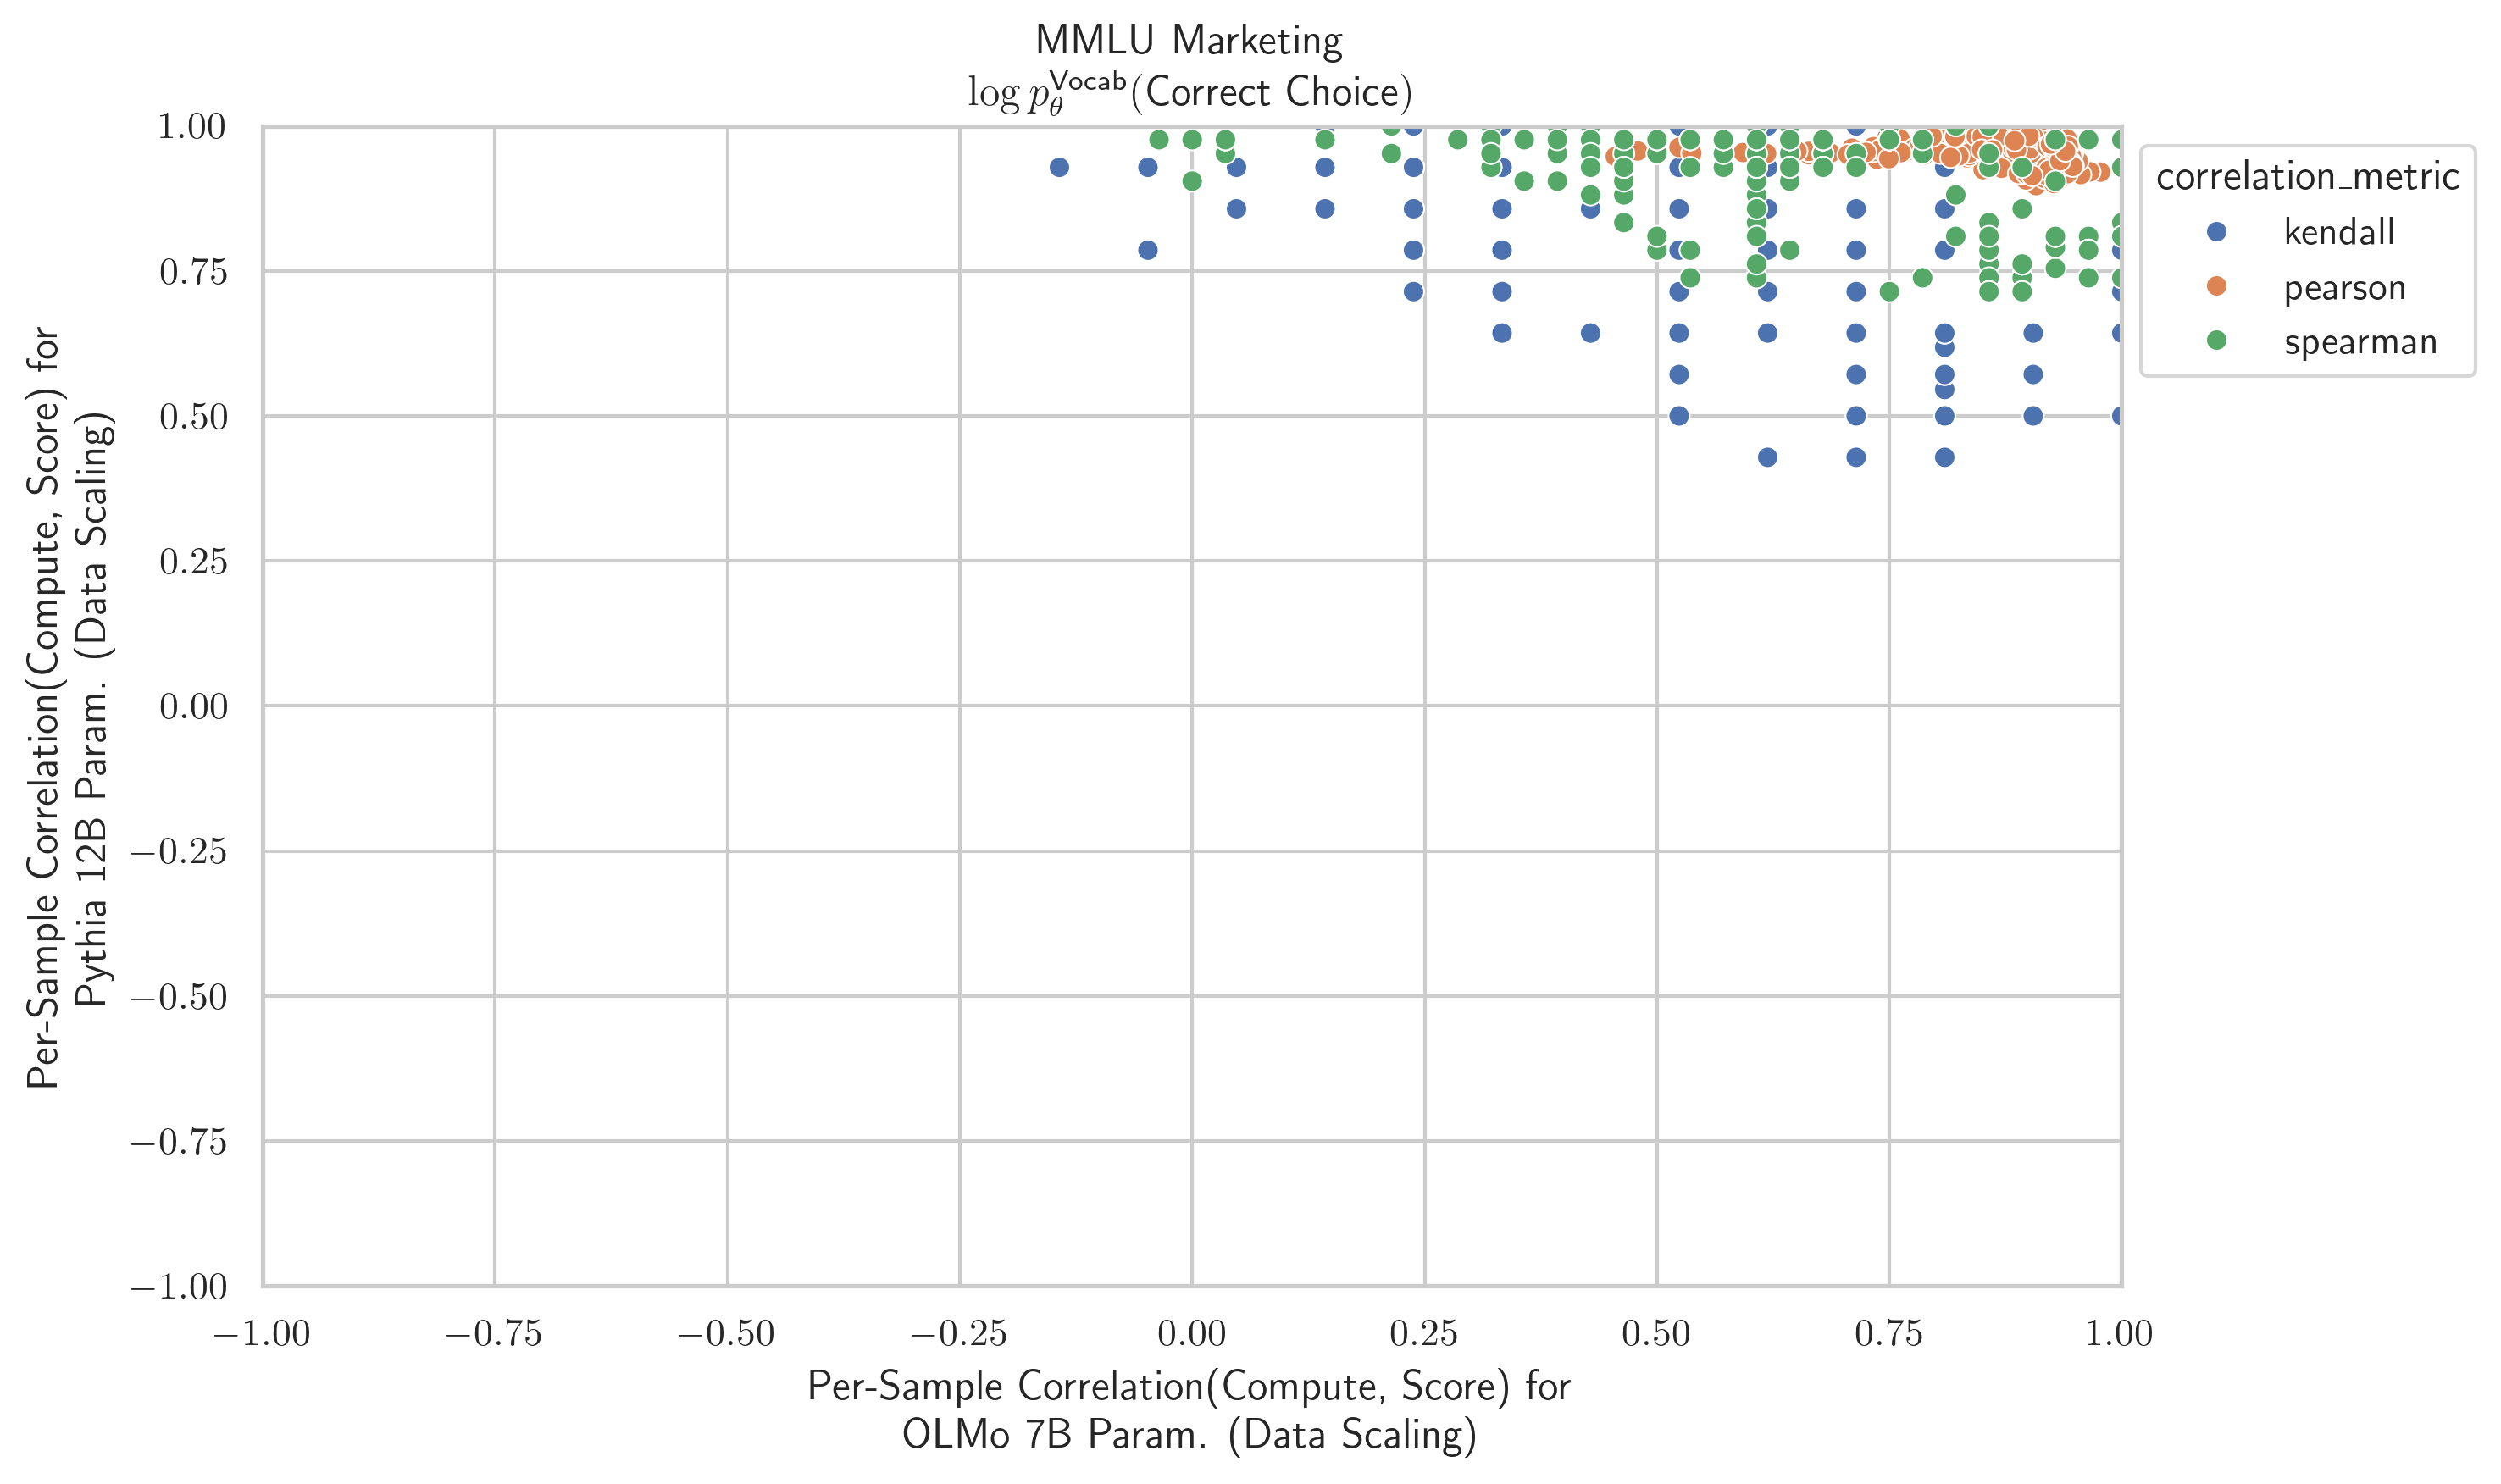 MMLU Marketing
log p_θ^Vocab(Correct Choice)
1.00
0.75
0.50
0.25
0.00
−0.25
−0.50
−0.75
−1.00
Per-Sample Correlation(Compute, Score) for
Pythia 12B Param. (Data Scaling)
−1.00
−0.75
−0.50
−0.25
0.00
0.25
0.50
0.75
1.00
Per-Sample Correlation(Compute, Score) for
OLMo 7B Param. (Data Scaling)
correlation_metric
kendall
pearson
spearman